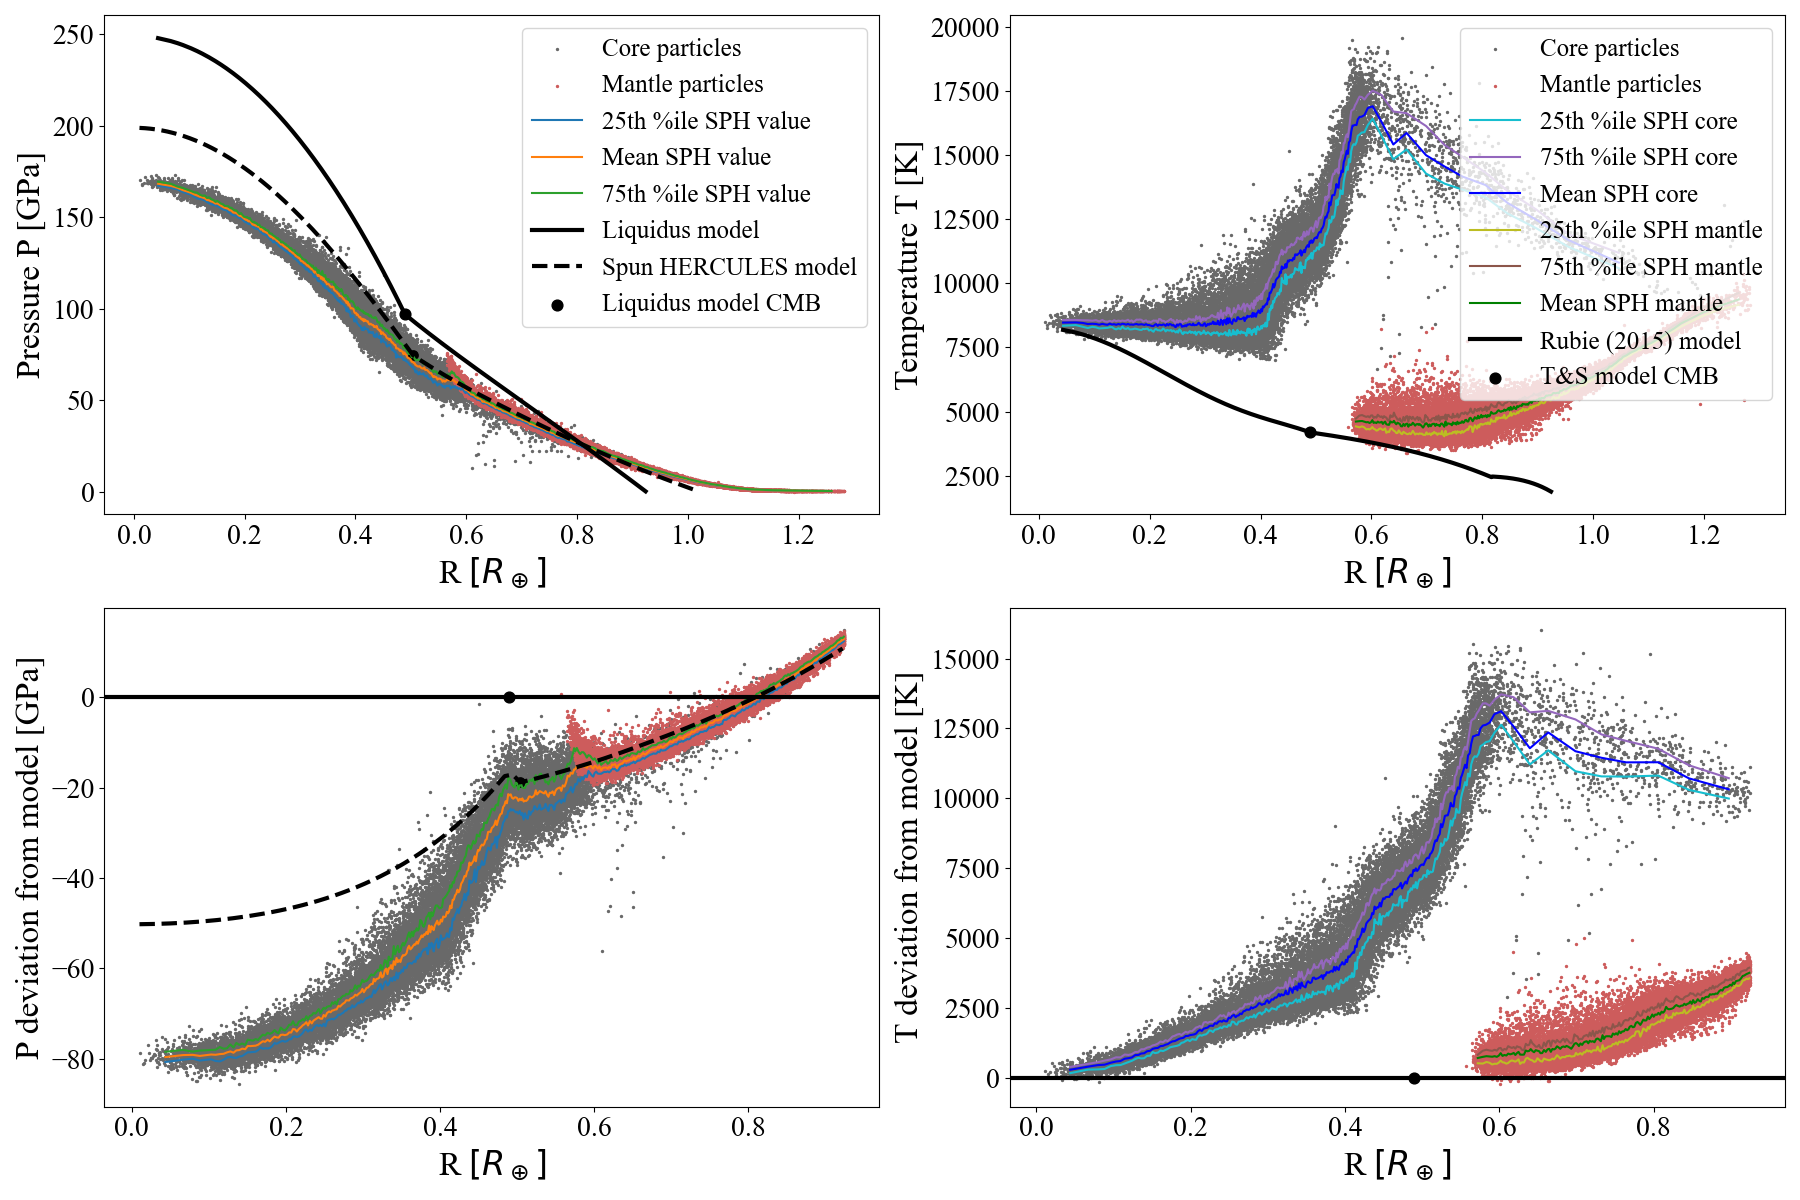 250
200
150
100
50
0
Pressure P [GPa]
Core particles
Mantle particles
25th %ile SPH value
Mean SPH value
75th %ile SPH value
Liquidus model
Spun HERCULES model
Liquidus model CMB
0.0 0.2 0.4 0.6 0.8 1.0 1.2
R [R⊕]
20000
17500
15000
12500
10000
7500
5000
2500
Temperature T [K]
Core particles
Mantle particles
25th %ile SPH core
75th %ile SPH core
Mean SPH core
25th %ile SPH mantle
75th %ile SPH mantle
Mean SPH mantle
Rubie (2015) model
T&S model CMB
0.0 0.2 0.4 0.6 0.8 1.0 1.2
R [R⊕]
0
−20
−40
−60
−80
P deviation from model [GPa]
0.0 0.2 0.4 0.6 0.8
R [R⊕]
15000
12500
10000
7500
5000
2500
0
T deviation from model [K]
0.0 0.2 0.4 0.6 0.8
R [R⊕]